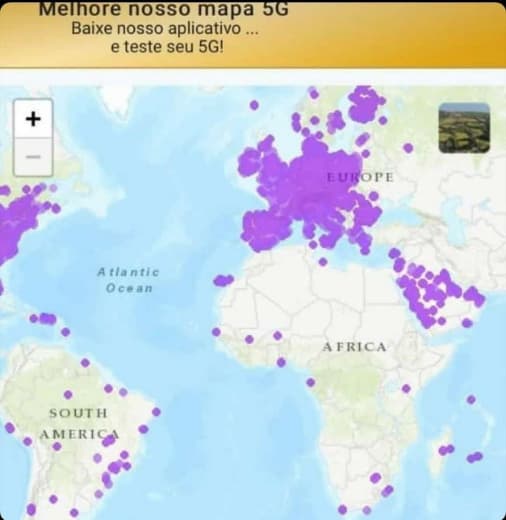 Melhore nosso mapa 5G
Baixe nosso aplicativo ...
e teste seu 5G!
+
−
EUROPE
Atlantic
Ocean
AFRICA
SOUTH
AMERICA